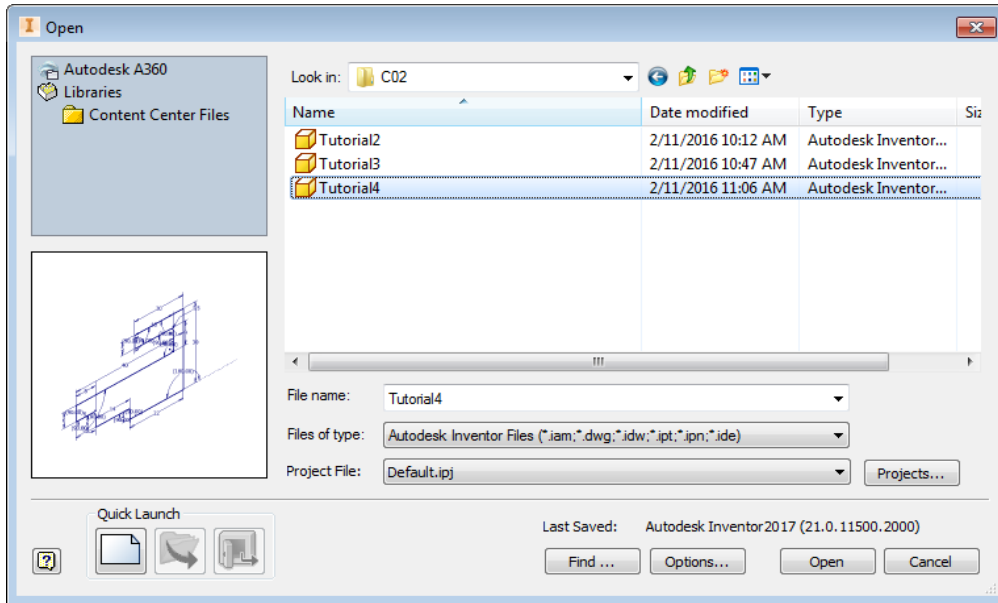 Open
Autodesk A360
Libraries
Content Center Files
Look in: C02
Name Date modified Type Siz
Tutorial2 2/11/2016 10:12 AM Autodesk Inventor...
Tutorial3 2/11/2016 10:47 AM Autodesk Inventor...
Tutorial4 2/11/2016 11:06 AM Autodesk Inventor...
File name: Tutorial4
Files of type: Autodesk Inventor Files (*.iam;*.dwg;*.idw;*.ipt;*.ipn;*.ide)
Project File: Default.ipj Projects...
Quick Launch
Last Saved: Autodesk Inventor 2017 (21.0.11500.2000)
Find ... Options... Open Cancel